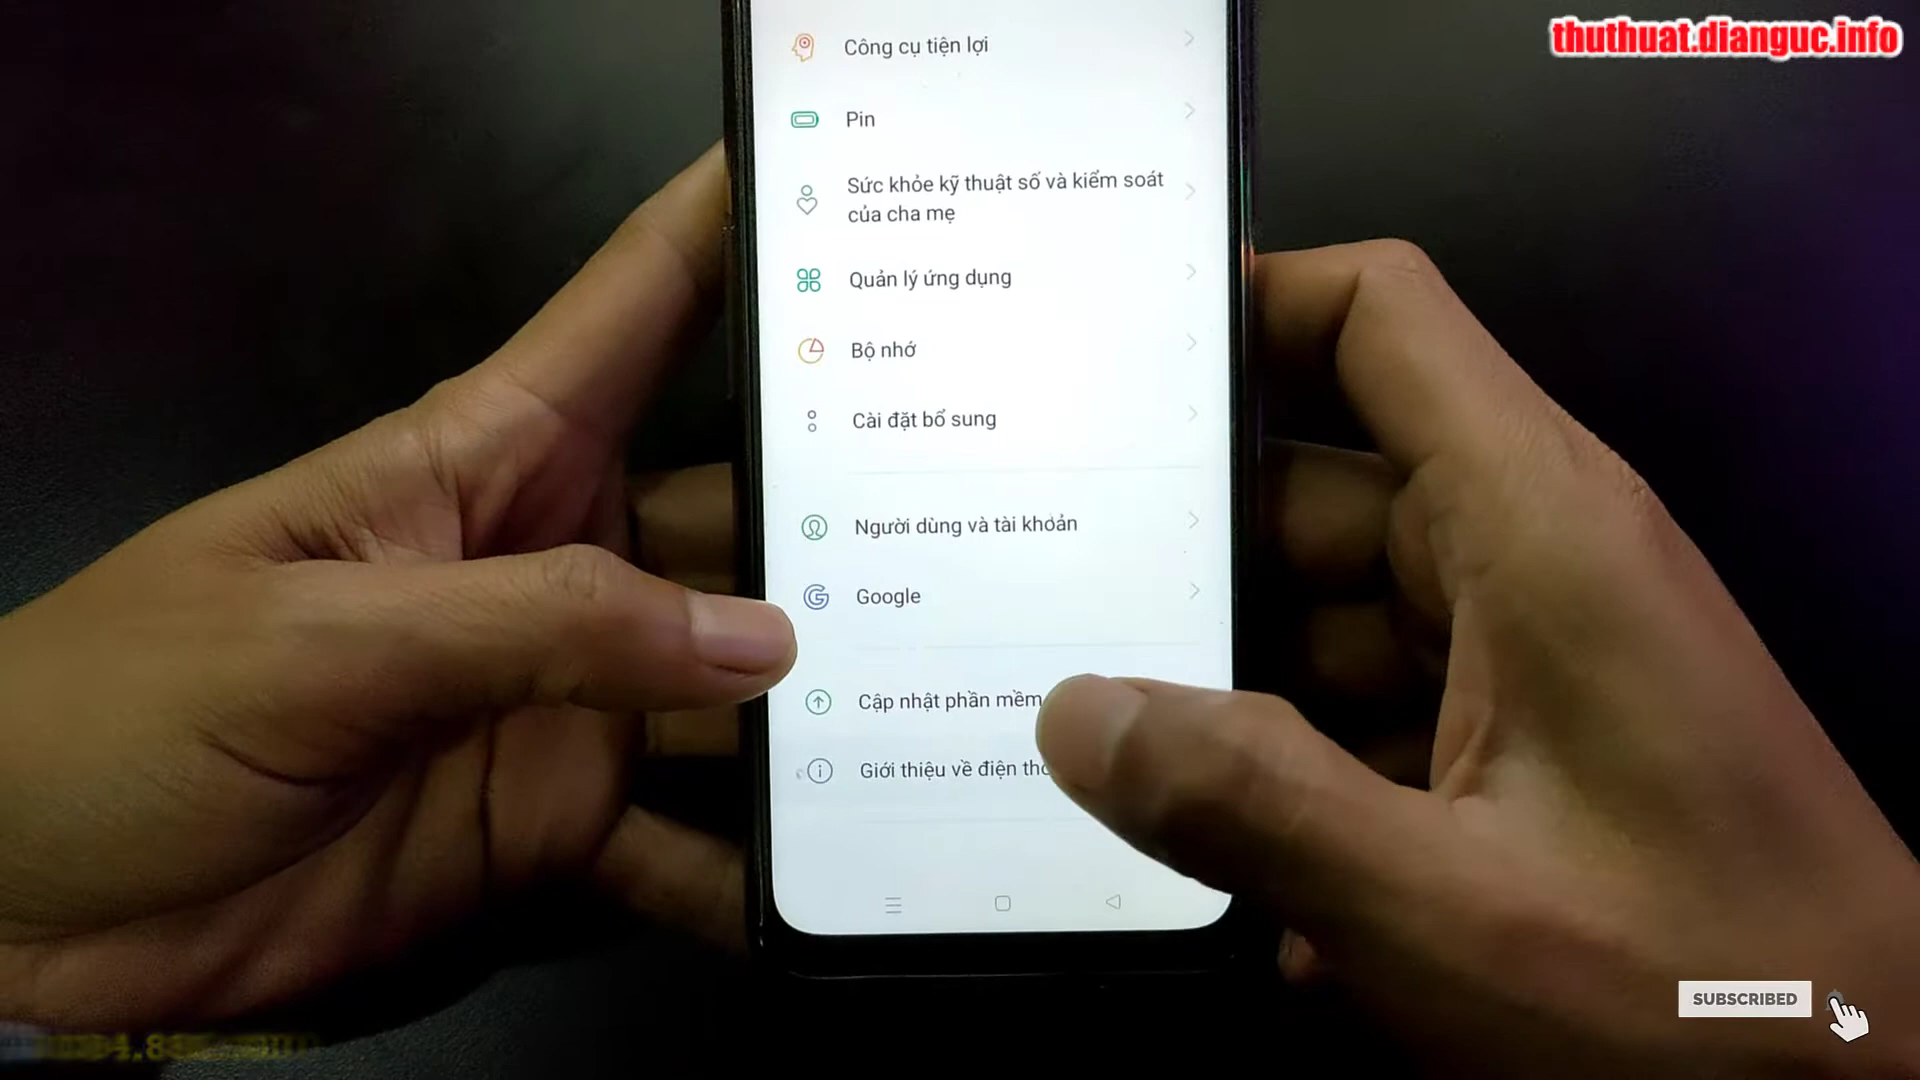 thuthuat.dianguc.info
Công cụ tiện lợi
Pin
Sức khỏe kỹ thuật số và kiểm soát
của cha mẹ
Quản lý ứng dụng
Bộ nhớ
Cài đặt bổ sung
Người dùng và tài khoản
Google
Cập nhật phần mềm
Giới thiệu về điện
SUBSCRIBED